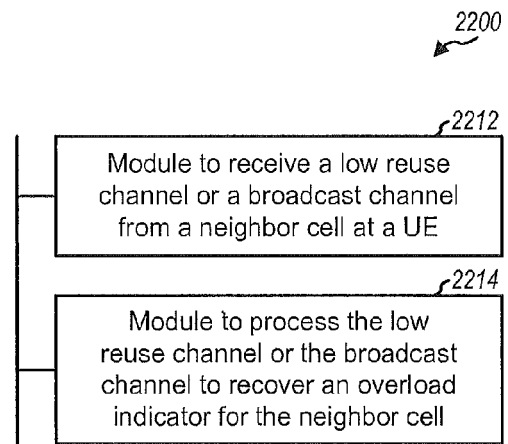 2200
2212
Module to receive a low reuse
channel or a broadcast channel
from a neighbor cell at a UE
2214
Module to process the low
reuse channel or the broadcast
channel to recover an overload
indicator for the neighbor cell